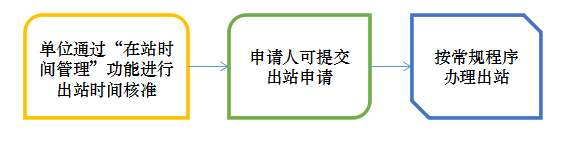 单位通过“在站时
间管理”功能进行
出站时间核准
申请人可提交
出站申请
按常规程序
办理出站